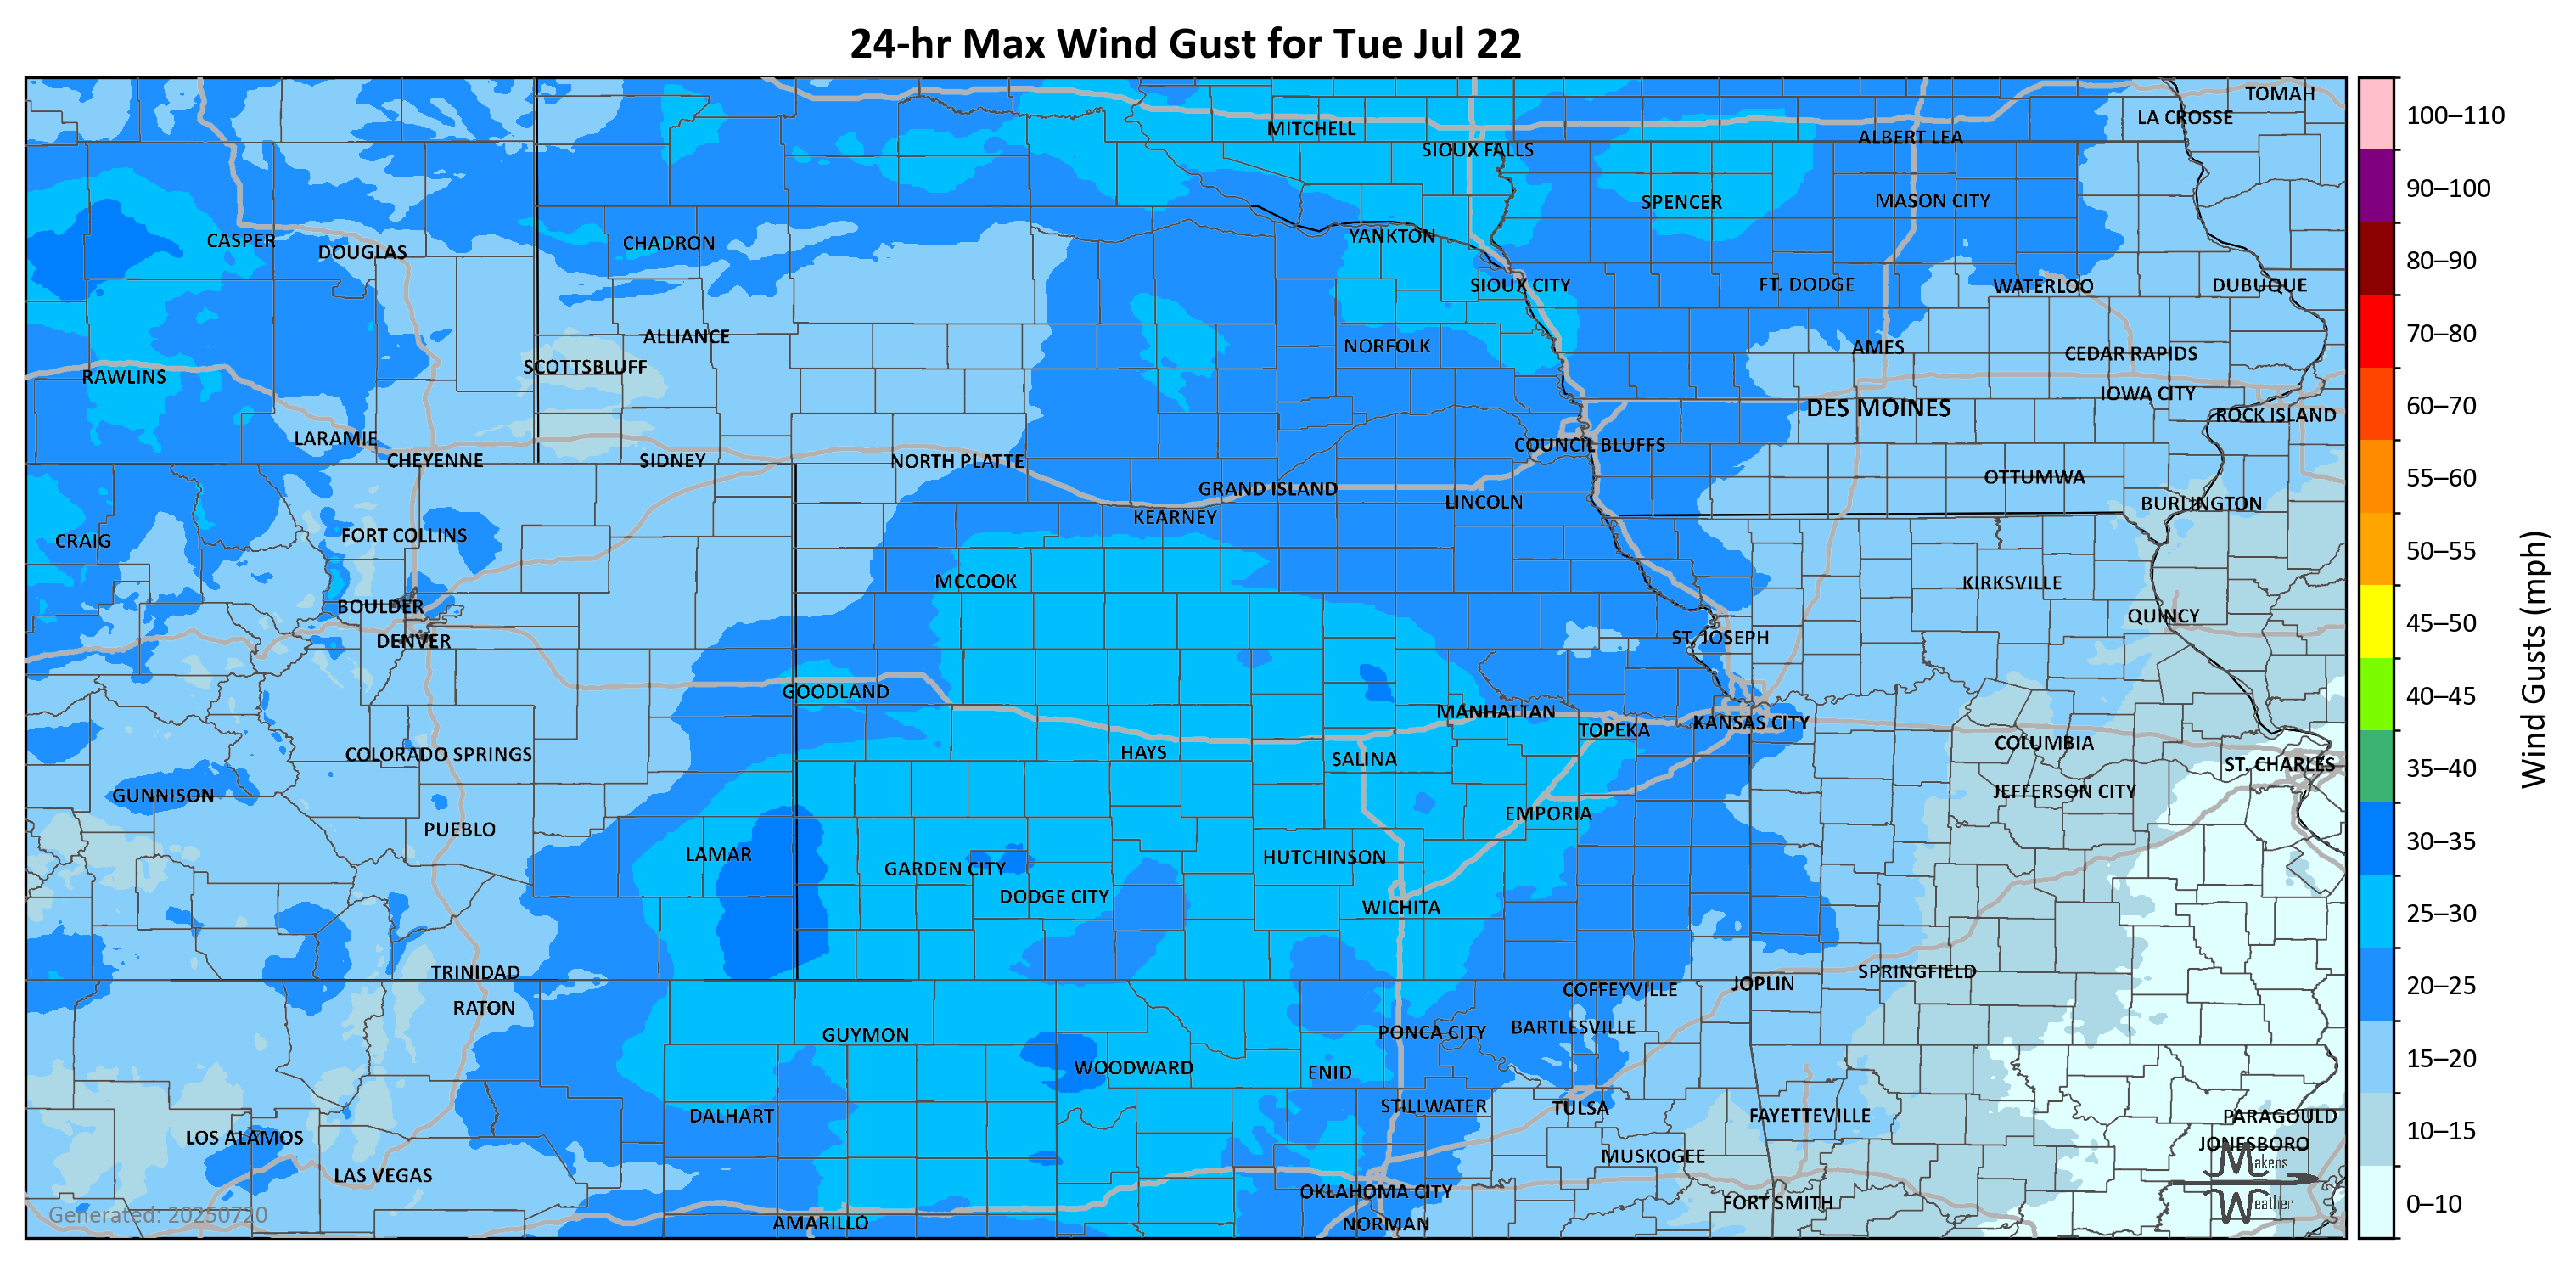 24-hr Max Wind Gust for Tue Jul 22
TOMAH
LA CROSSE
MITCHELL
ALBERT LEA
SIOUX FALLS
SPENCER
MASON CITY
CASPER
DOUGLAS
CHADRON
YANKTON
SIOUX CITY
FT. DODGE
WATERLOO
DUBUQUE
ALLIANCE
NORFOLK
AMES
CEDAR RAPIDS
SCOTTSBLUFF
RAWLINS
IOWA CITY
DES MOINES
ROCK ISLAND
LARAMIE
COUNCIL BLUFFS
CHEYENNE
SIDNEY
NORTH PLATTE
OTTUMWA
GRAND ISLAND
LINCOLN
BURLINGTON
KEARNEY
FORT COLLINS
CRAIG
MCCOOK
KIRKSVILLE
BOULDER
QUINCY
DENVER
ST. JOSEPH
GOODLAND
MANHATTAN
TOPEKA
KANSAS CITY
COLUMBIA
COLORADO SPRINGS
HAYS
SALINA
ST. CHARLES
GUNNISON
JEFFERSON CITY
EMPORIA
PUEBLO
LAMAR
HUTCHINSON
GARDEN CITY
DODGE CITY
WICHITA
TRINIDAD
SPRINGFIELD
JOPLIN
COFFEYVILLE
RATON
GUYMON
PONCA CITY
BARTLESVILLE
WOODWARD
ENID
STILLWATER
TULSA
DALHART
FAYETTEVILLE
PARAGOULD
LOS ALAMOS
JONESBORO
MUSKOGEE
LAS VEGAS
OKLAHOMA CITY
FORT SMITH
AMARILLO
NORMAN
Generated: 20250720
Makens
Weather
100–110
90–100
80–90
70–80
60–70
55–60
50–55
45–50
40–45
35–40
30–35
25–30
20–25
15–20
10–15
0–10
Wind Gusts (mph)